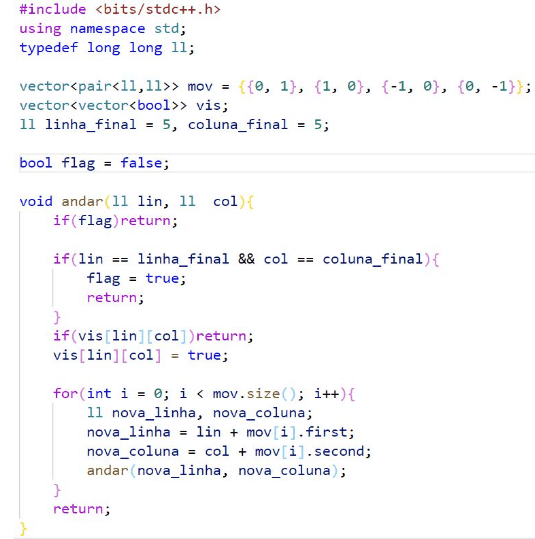 #include <bits/stdc++.h>
using namespace std;
typedef long long ll;

vector<pair<ll,ll>> mov = {{0, 1}, {1, 0}, {-1, 0}, {0, -1}};
vector<vector<bool>> vis;
ll linha_final = 5, coluna_final = 5;

bool flag = false;

void andar(ll lin, ll  col){
    if(flag)return;

    if(lin == linha_final && col == coluna_final){
        flag = true;
        return;
    }
    if(vis[lin][col])return;
    vis[lin][col] = true;

    for(int i = 0; i < mov.size(); i++){
        ll nova_linha, nova_coluna;
        nova_linha = lin + mov[i].first;
        nova_coluna = col + mov[i].second;
        andar(nova_linha, nova_coluna);
    }
    return;
}